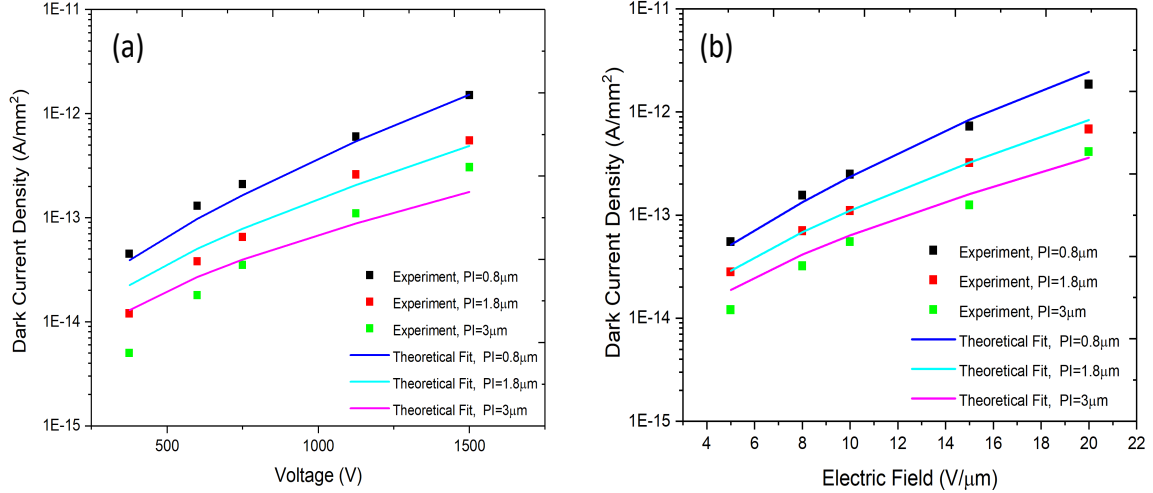 (a)
Dark Current Density (A/mm²)
1E-11
1E-12
1E-13
1E-14
1E-15
Experiment, PI=0.8μm
Experiment, PI=1.8μm
Experiment, PI=3μm
Theoretical Fit, PI=0.8μm
Theoretical Fit, PI=1.8μm
Theoretical Fit, PI=3μm
500 1000 1500
Voltage (V)
(b)
Dark Current Density (A/mm²)
1E-11
1E-12
1E-13
1E-14
1E-15
Experiment, PI=0.8μm
Experiment, PI=1.8μm
Experiment, PI=3μm
Theoretical Fit, PI=0.8μm
Theoretical Fit, PI=1.8μm
Theoretical Fit, PI=3μm
4 6 8 10 12 14 16 18 20 22
Electric Field (V/μm)